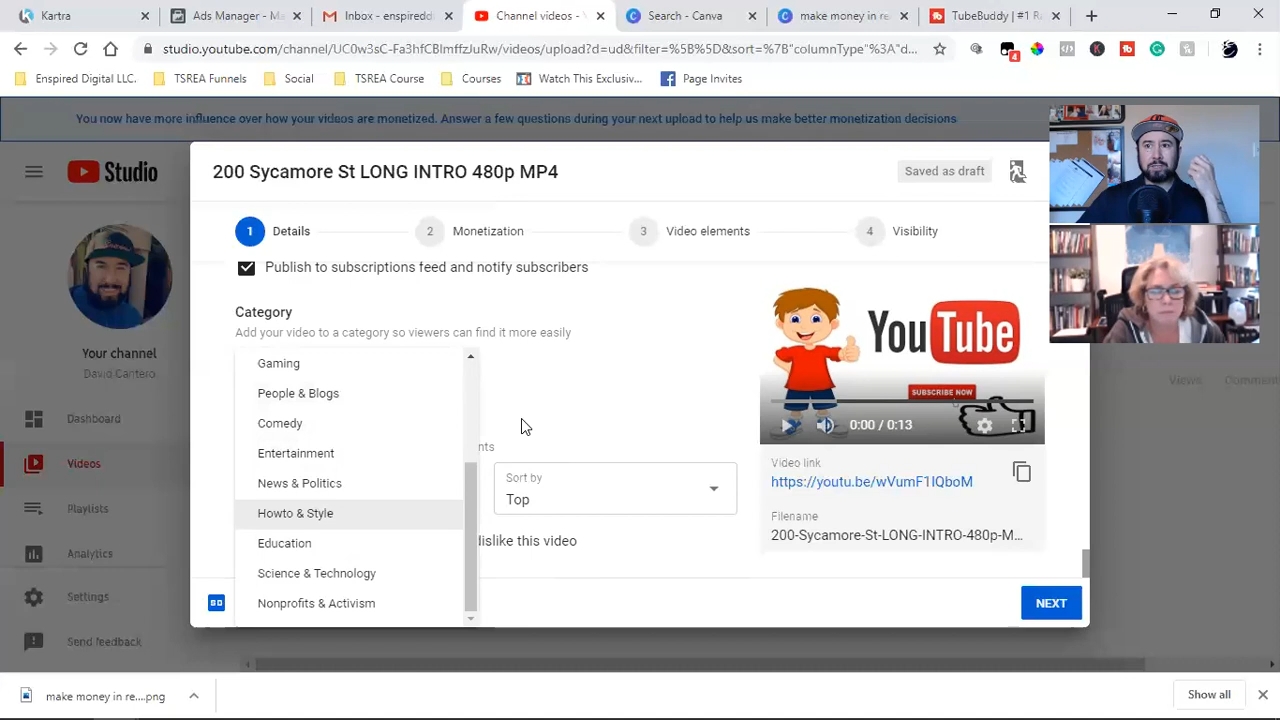 Kartra
Ads Manager - M
Inbox - enspireddi
Channel videos -
Search - Canva
make money in re
TubeBuddy | #1 R
studio.youtube.com/channel/UC0w3sC-Fa3hfCBlmffzJuRw/videos/upload?d=ud&filter=%5B%5D&sort=%7B"columnType"%3A"d...
4
Enspired Digital LLC.
TSREA Funnels
Social
TSREA Course
Courses
Watch This Exclusiv...
Page Invites
You now have more influence over how your videos are monetized. Answer a few questions during your next upload to help us make better monetization decisions
Studio
200 Sycamore St LONG INTRO 480p MP4
Saved as draft
1 Details
2 Monetization
3 Video elements
4 Visibility
Publish to subscriptions feed and notify subscribers
Category
Add your video to a category so viewers can find it more easily
Gaming
People & Blogs
Comedy
Entertainment
News & Politics
Howto & Style
Education
Science & Technology
Nonprofits & Activism
nts
Sort by
Top
dislike this video
YouTube
SUBSCRIBE NOW
0:00 / 0:13
Video link
https://youtu.be/wVumF1IQboM
Filename
200-Sycamore-St-LONG-INTRO-480p-M...
SD
NEXT
Your channel
David Cantero
Dashboard
Videos
Playlists
Analytics
Settings
Send feedback
Views
Comment
make money in re....png
Show all